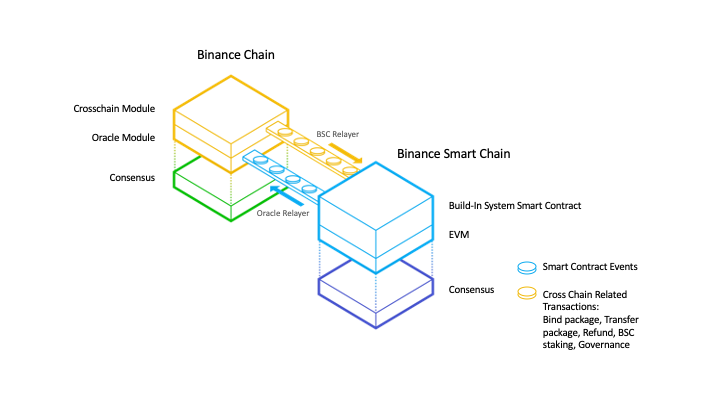 Binance Chain
Crosschain Module
Oracle Module
Consensus
BSC Relayer
Oracle Relayer
Binance Smart Chain
Build-In System Smart Contract
EVM
Consensus
Smart Contract Events
Cross Chain Related
Transactions:
Bind package, Transfer
package, Refund, BSC
staking, Governance